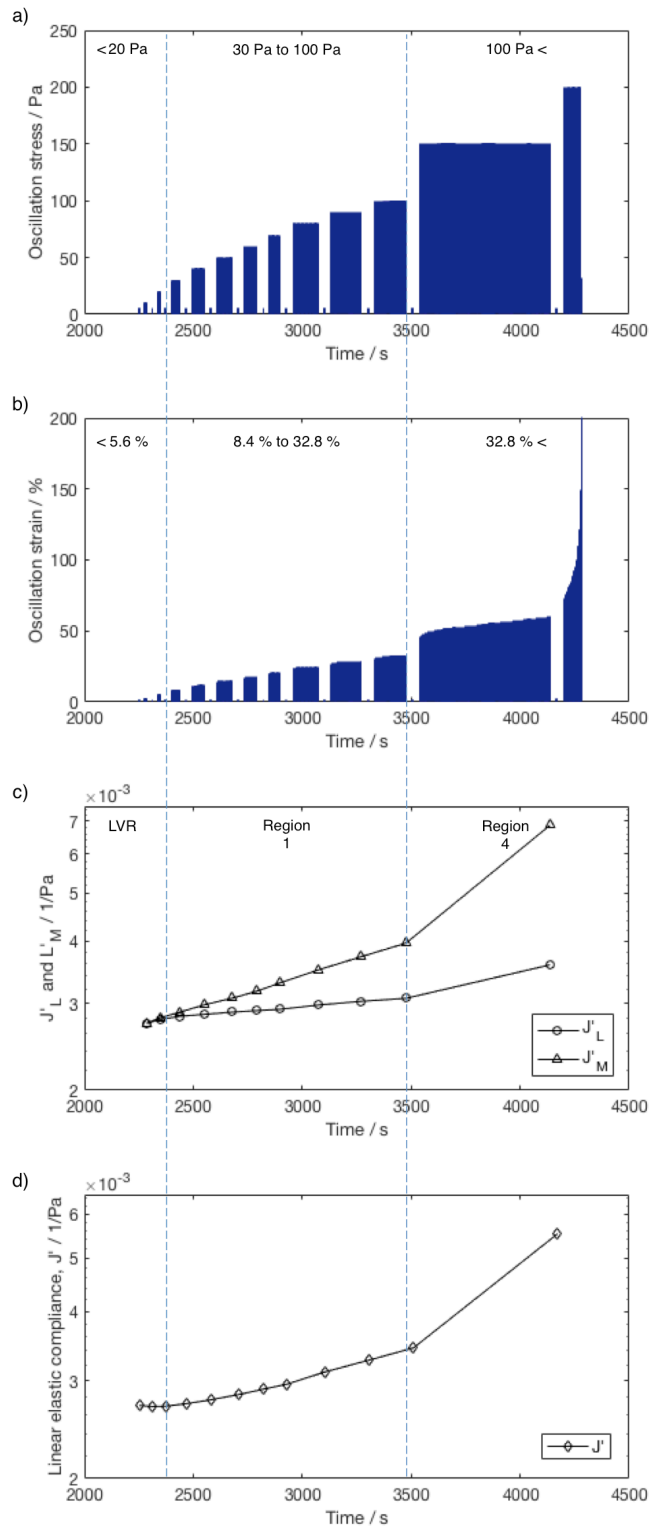 a)
250
200
150
100
50
0
Oscillation stress / Pa
< 20 Pa
30 Pa to 100 Pa
100 Pa <
2000 2500 3000 3500 4000 4500
Time / s
b)
200
150
100
50
0
Oscillation strain / %
< 5.6 %
8.4 % to 32.8 %
32.8 % <
2000 2500 3000 3500 4000 4500
Time / s
c)
×10⁻³
7
6
5
4
3
2
J'L and L'M / 1/Pa
LVR
Region
1
Region
4
J'L
J'M
2000 2500 3000 3500 4000 4500
Time / s
d)
×10⁻³
6
5
4
3
2
Linear elastic compliance, J' / 1/Pa
J'
2000 2500 3000 3500 4000 4500
Time / s